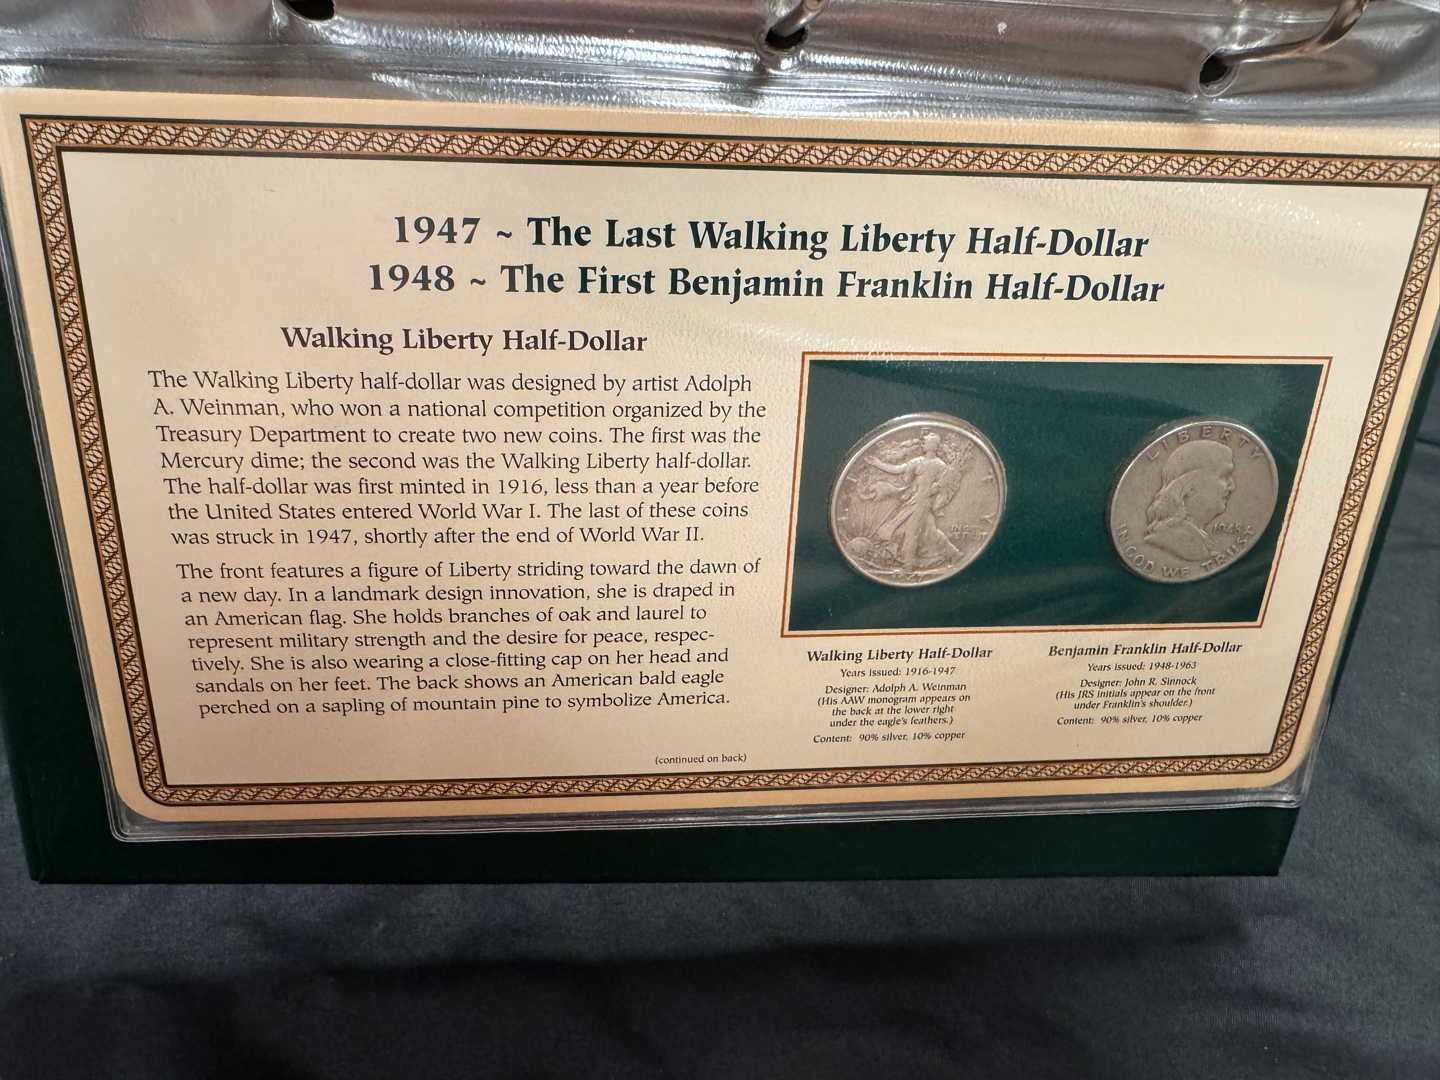 1947 ~ The Last Walking Liberty Half-Dollar
1948 ~ The First Benjamin Franklin Half-Dollar
Walking Liberty Half-Dollar
The Walking Liberty half-dollar was designed by artist Adolph
A. Weinman, who won a national competition organized by the
Treasury Department to create two new coins. The first was the
Mercury dime; the second was the Walking Liberty half-dollar.
The half-dollar was first minted in 1916, less than a year before
the United States entered World War I. The last of these coins
was struck in 1947, shortly after the end of World War II.
The front features a figure of Liberty striding toward the dawn of
a new day. In a landmark design innovation, she is draped in
an American flag. She holds branches of oak and laurel to
represent military strength and the desire for peace, respec-
tively. She is also wearing a close-fitting cap on her head and
sandals on her feet. The back shows an American bald eagle
perched on a sapling of mountain pine to symbolize America.
(continued on back)
LIBERTY
1948
IN GOD WE TRUST
Walking Liberty Half-Dollar
Years issued: 1916-1947
Designer: Adolph A. Weinman
(His AAW monogram appears on
the back at the lower right
under the eagle's feathers.)
Content: 90% silver, 10% copper
Benjamin Franklin Half-Dollar
Years issued: 1948-1963
Designer: John R. Sinnock
(His JRS initials appear on the front
under Franklin's shoulder.)
Content: 90% silver, 10% copper